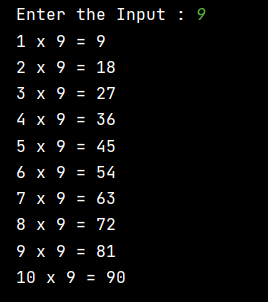 Enter the Input : 9
1 x 9 = 9
2 x 9 = 18
3 x 9 = 27
4 x 9 = 36
5 x 9 = 45
6 x 9 = 54
7 x 9 = 63
8 x 9 = 72
9 x 9 = 81
10 x 9 = 90